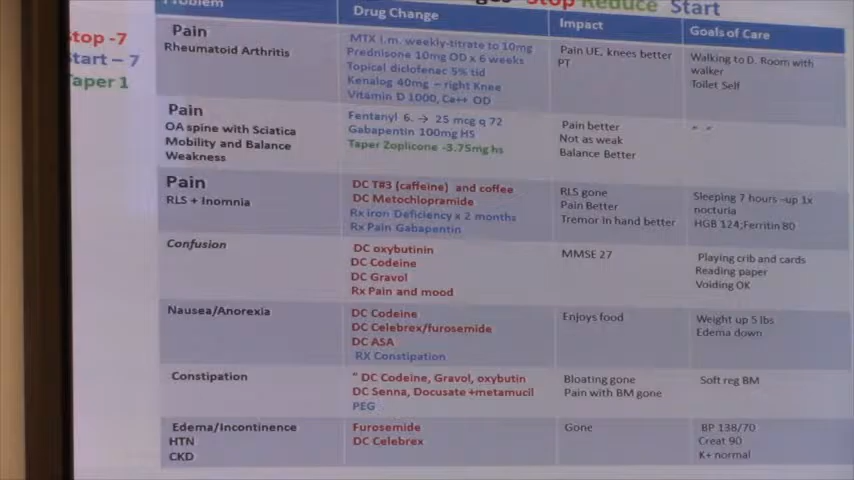 Stop Reduce Start
Problem
Drug Change
Impact
Goals of Care
Stop -7
Start – 7
Taper 1
Pain
Rheumatoid Arthritis
MTX i.m. weekly-titrate to 10mg
Prednisone 10mg OD x 6 weeks
Topical diclofenec 5% tid
Kenalog 40mg – right Knee
Vitamin D 1000, Ca++ OD
Pain UE, knees better
PT
Walking to D. Room with
walker
Toilet Self
Pain
OA spine with Sciatica
Mobility and Balance
Weakness
Fentanyl 6. → 25 mcg q 72
Gabapentin 100mg HS
Taper Zoplicone -3.75mg hs
Pain better
Not as weak
Balance Better
" "
Pain
RLS + Inomnia
DC T#3 (caffeine) and coffee
DC Metochlopramide
Rx iron Deficiency x 2 months
Rx Pain Gabapentin
RLS gone
Pain Better
Tremor in hand better
Sleeping 7 hours –up 1x
nocturia
HGB 124;Ferritin 80
Confusion
DC oxybutinin
DC Codeine
DC Gravol
Rx Pain and mood
MMSE 27
Playing crib and cards
Reading paper
Voiding OK
Nausea/Anorexia
DC Codeine
DC Celebrex/furosemide
DC ASA
RX Constipation
Enjoys food
Weight up 5 lbs
Edema down
Constipation
" DC Codeine, Gravol, oxybutin
DC Senna, Docusate +metamucil
PEG
Bloating gone
Pain with BM gone
Soft reg BM
Edema/Incontinence
HTN
CKD
Furosemide
DC Celebrex
Gone
BP 138/70
Creat 90
K+ normal